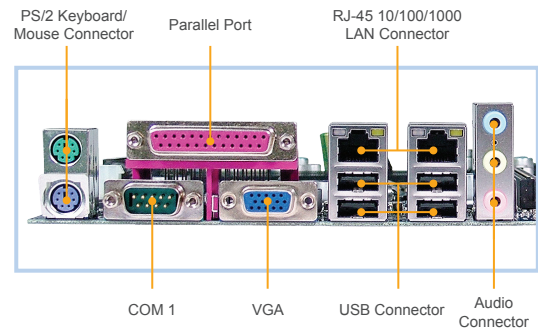 PS/2 Keyboard/
Mouse Connector
Parallel Port
RJ-45 10/100/1000
LAN Connector
COM 1
VGA
USB Connector
Audio
Connector